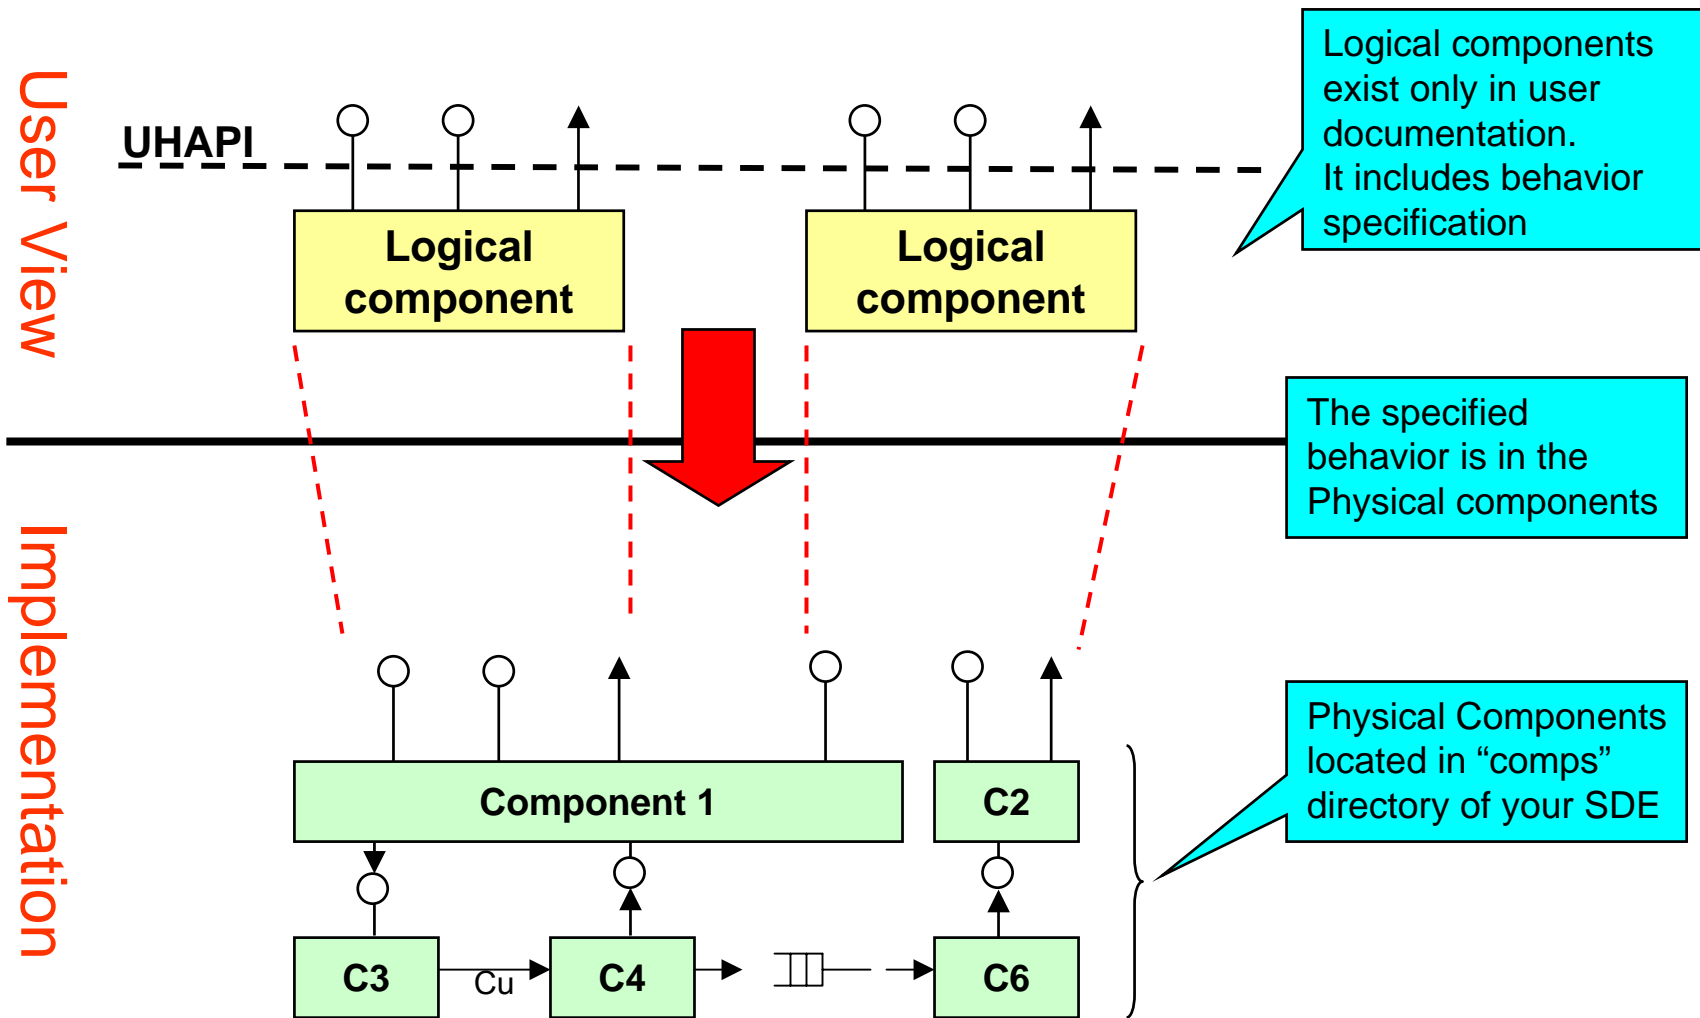 User View
UHAPI
Logical
component
Logical
component
Logical components
exist only in user
documentation.
It includes behavior
specification
The specified
behavior is in the
Physical components
Implementation
Component 1
C2
C3
Cu
C4
C6
Physical Components
located in “comps”
directory of your SDE